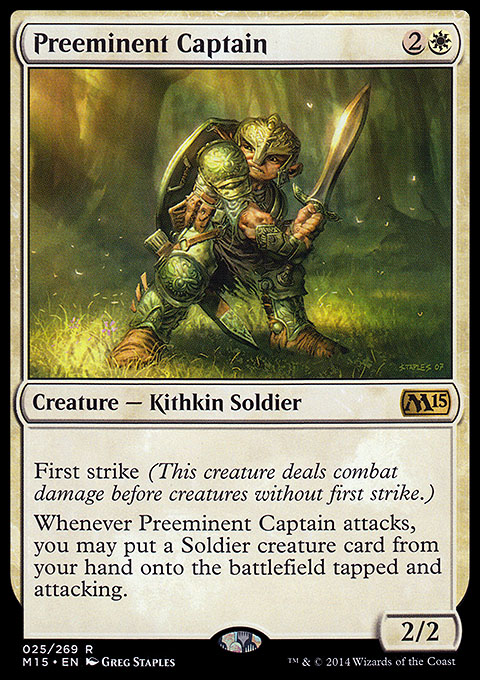 Preeminent Captain 2
STAPLES 07
Creature — Kithkin Soldier M15
First strike (This creature deals combat
damage before creatures without first strike.)
Whenever Preeminent Captain attacks,
you may put a Soldier creature card from
your hand onto the battlefield tapped and
attacking.
2/2
025/269 R
M15 • EN Greg Staples
™ & © 2014 Wizards of the Coast